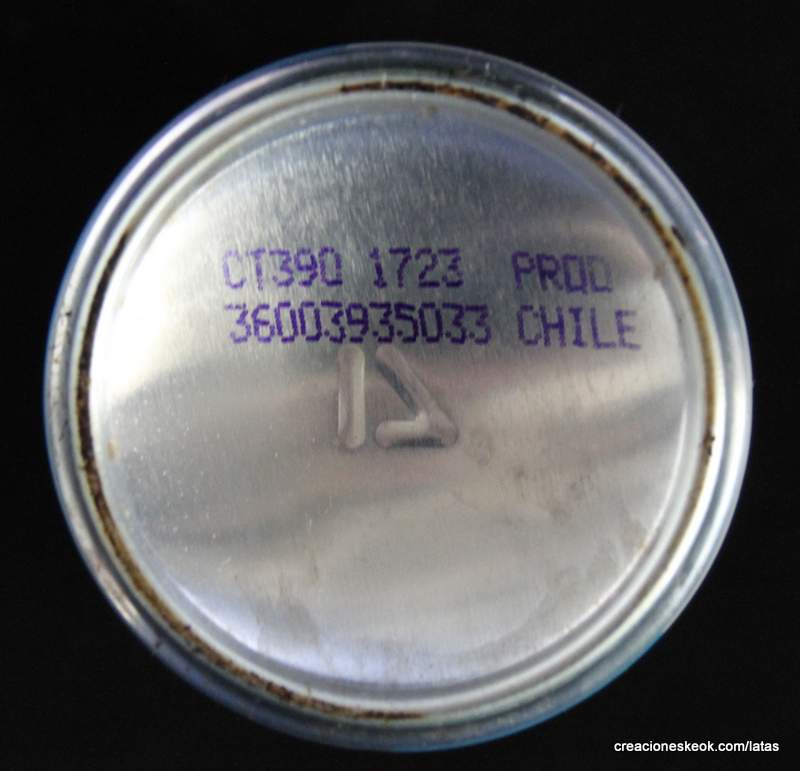 CT390 1723 PROD
36003935033 CHILE
creacioneskeok.com/latas